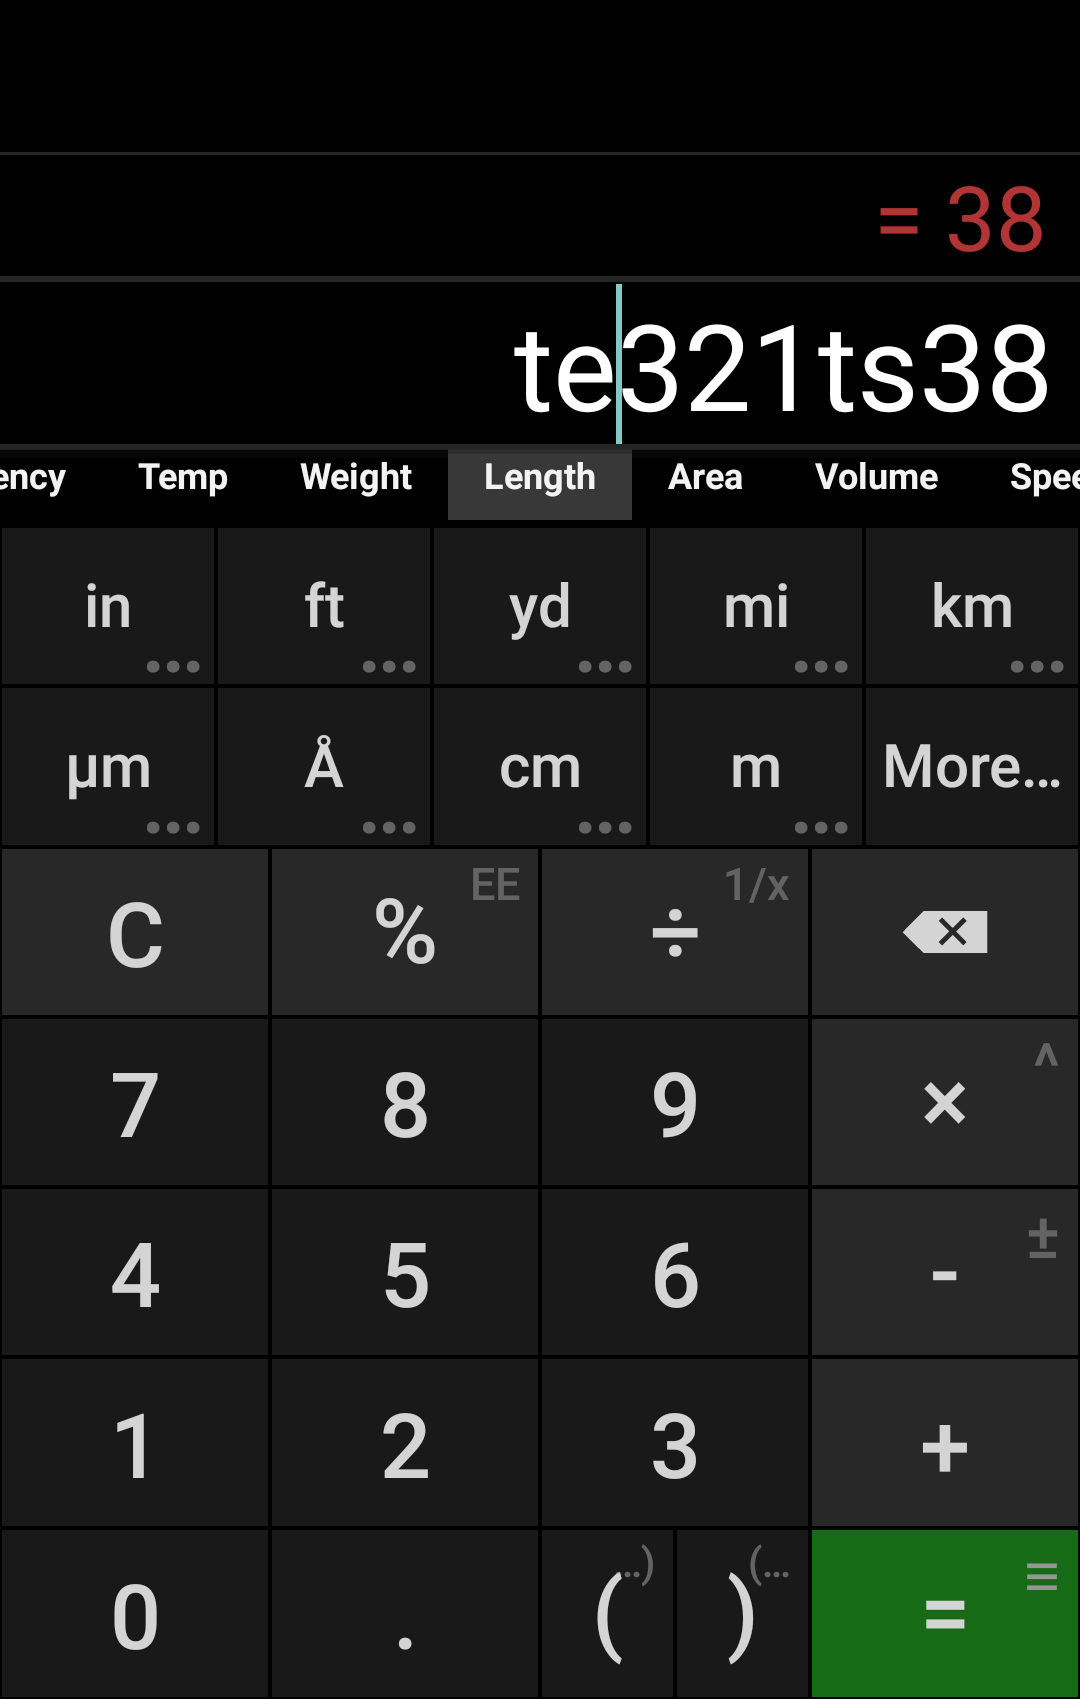 = 38
te321ts38
ency Temp Weight Length Area Volume Spee
in ft yd mi km
µm Å cm m More...
C % EE ÷ 1/x
7 8 9 × ^
4 5 6 - ±
1 2 3 +
0 . ( ..) ) (... =